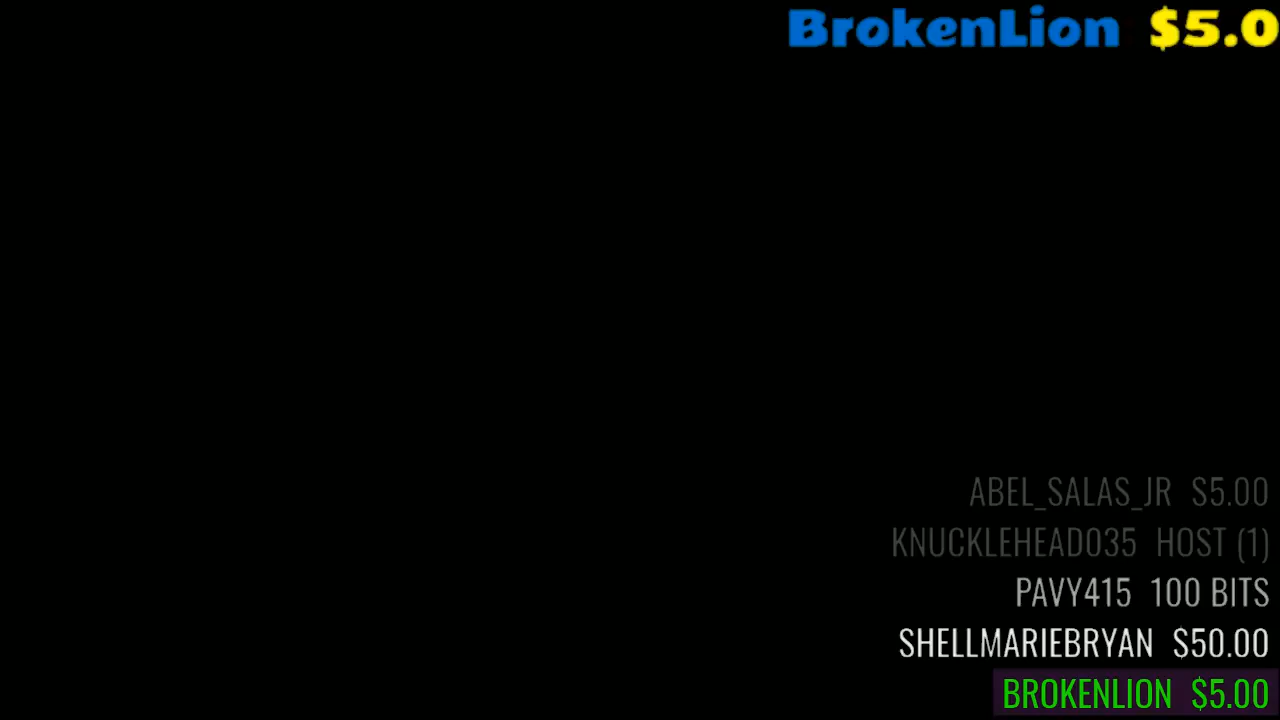 BrokenLion $5.0
ABEL_SALAS_JR $5.00
KNUCKLEHEAD035 HOST (1)
PAVY415 100 BITS
SHELLMARIEBRYAN $50.00
BROKENLION $5.00